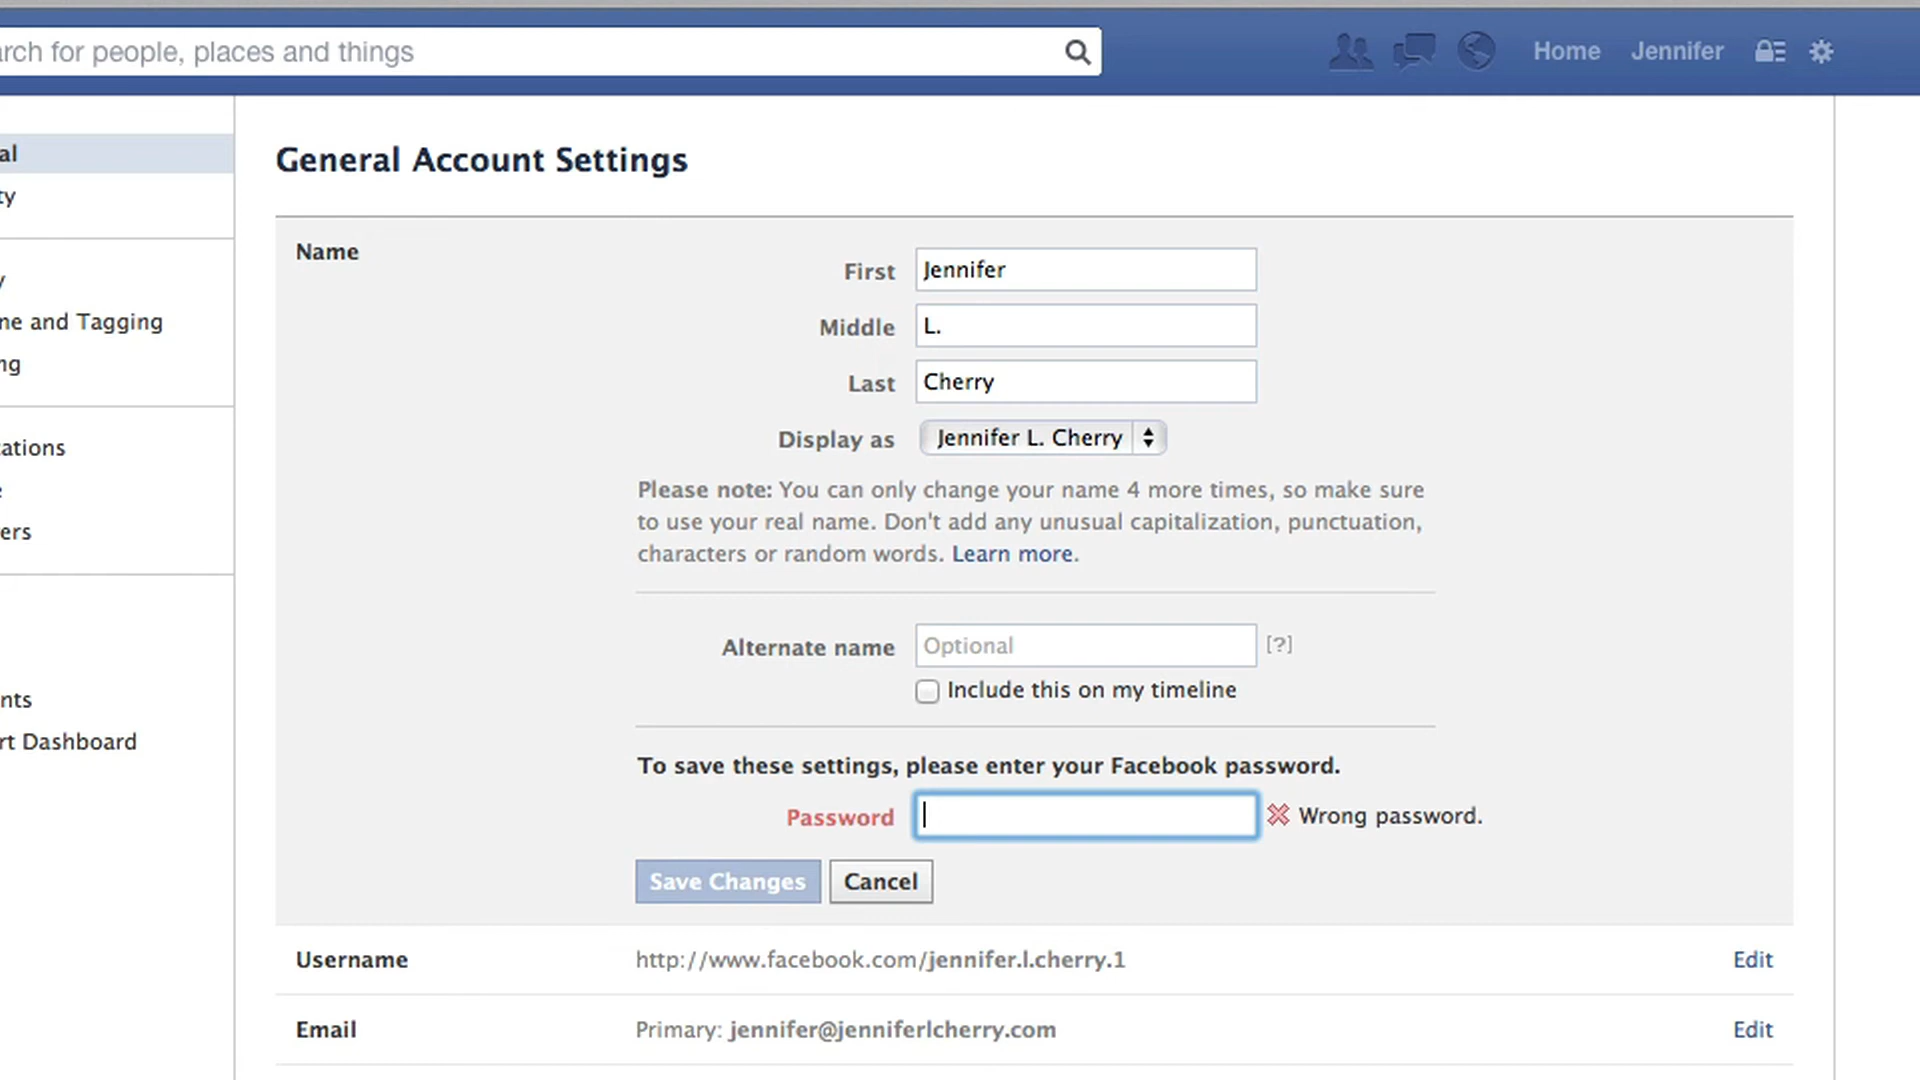 rch for people, places and things
Home Jennifer
al
ty
y
ne and Tagging
ng
ations
e
ers
nts
rt Dashboard
General Account Settings
Name
First Jennifer
Middle L.
Last Cherry
Display as Jennifer L. Cherry
Please note: You can only change your name 4 more times, so make sure
to use your real name. Don't add any unusual capitalization, punctuation,
characters or random words. Learn more.
Alternate name Optional [?]
Include this on my timeline
To save these settings, please enter your Facebook password.
Password Wrong password.
Save Changes Cancel
Username http://www.facebook.com/jennifer.l.cherry.1 Edit
Email Primary: jennifer@jenniferlcherry.com Edit